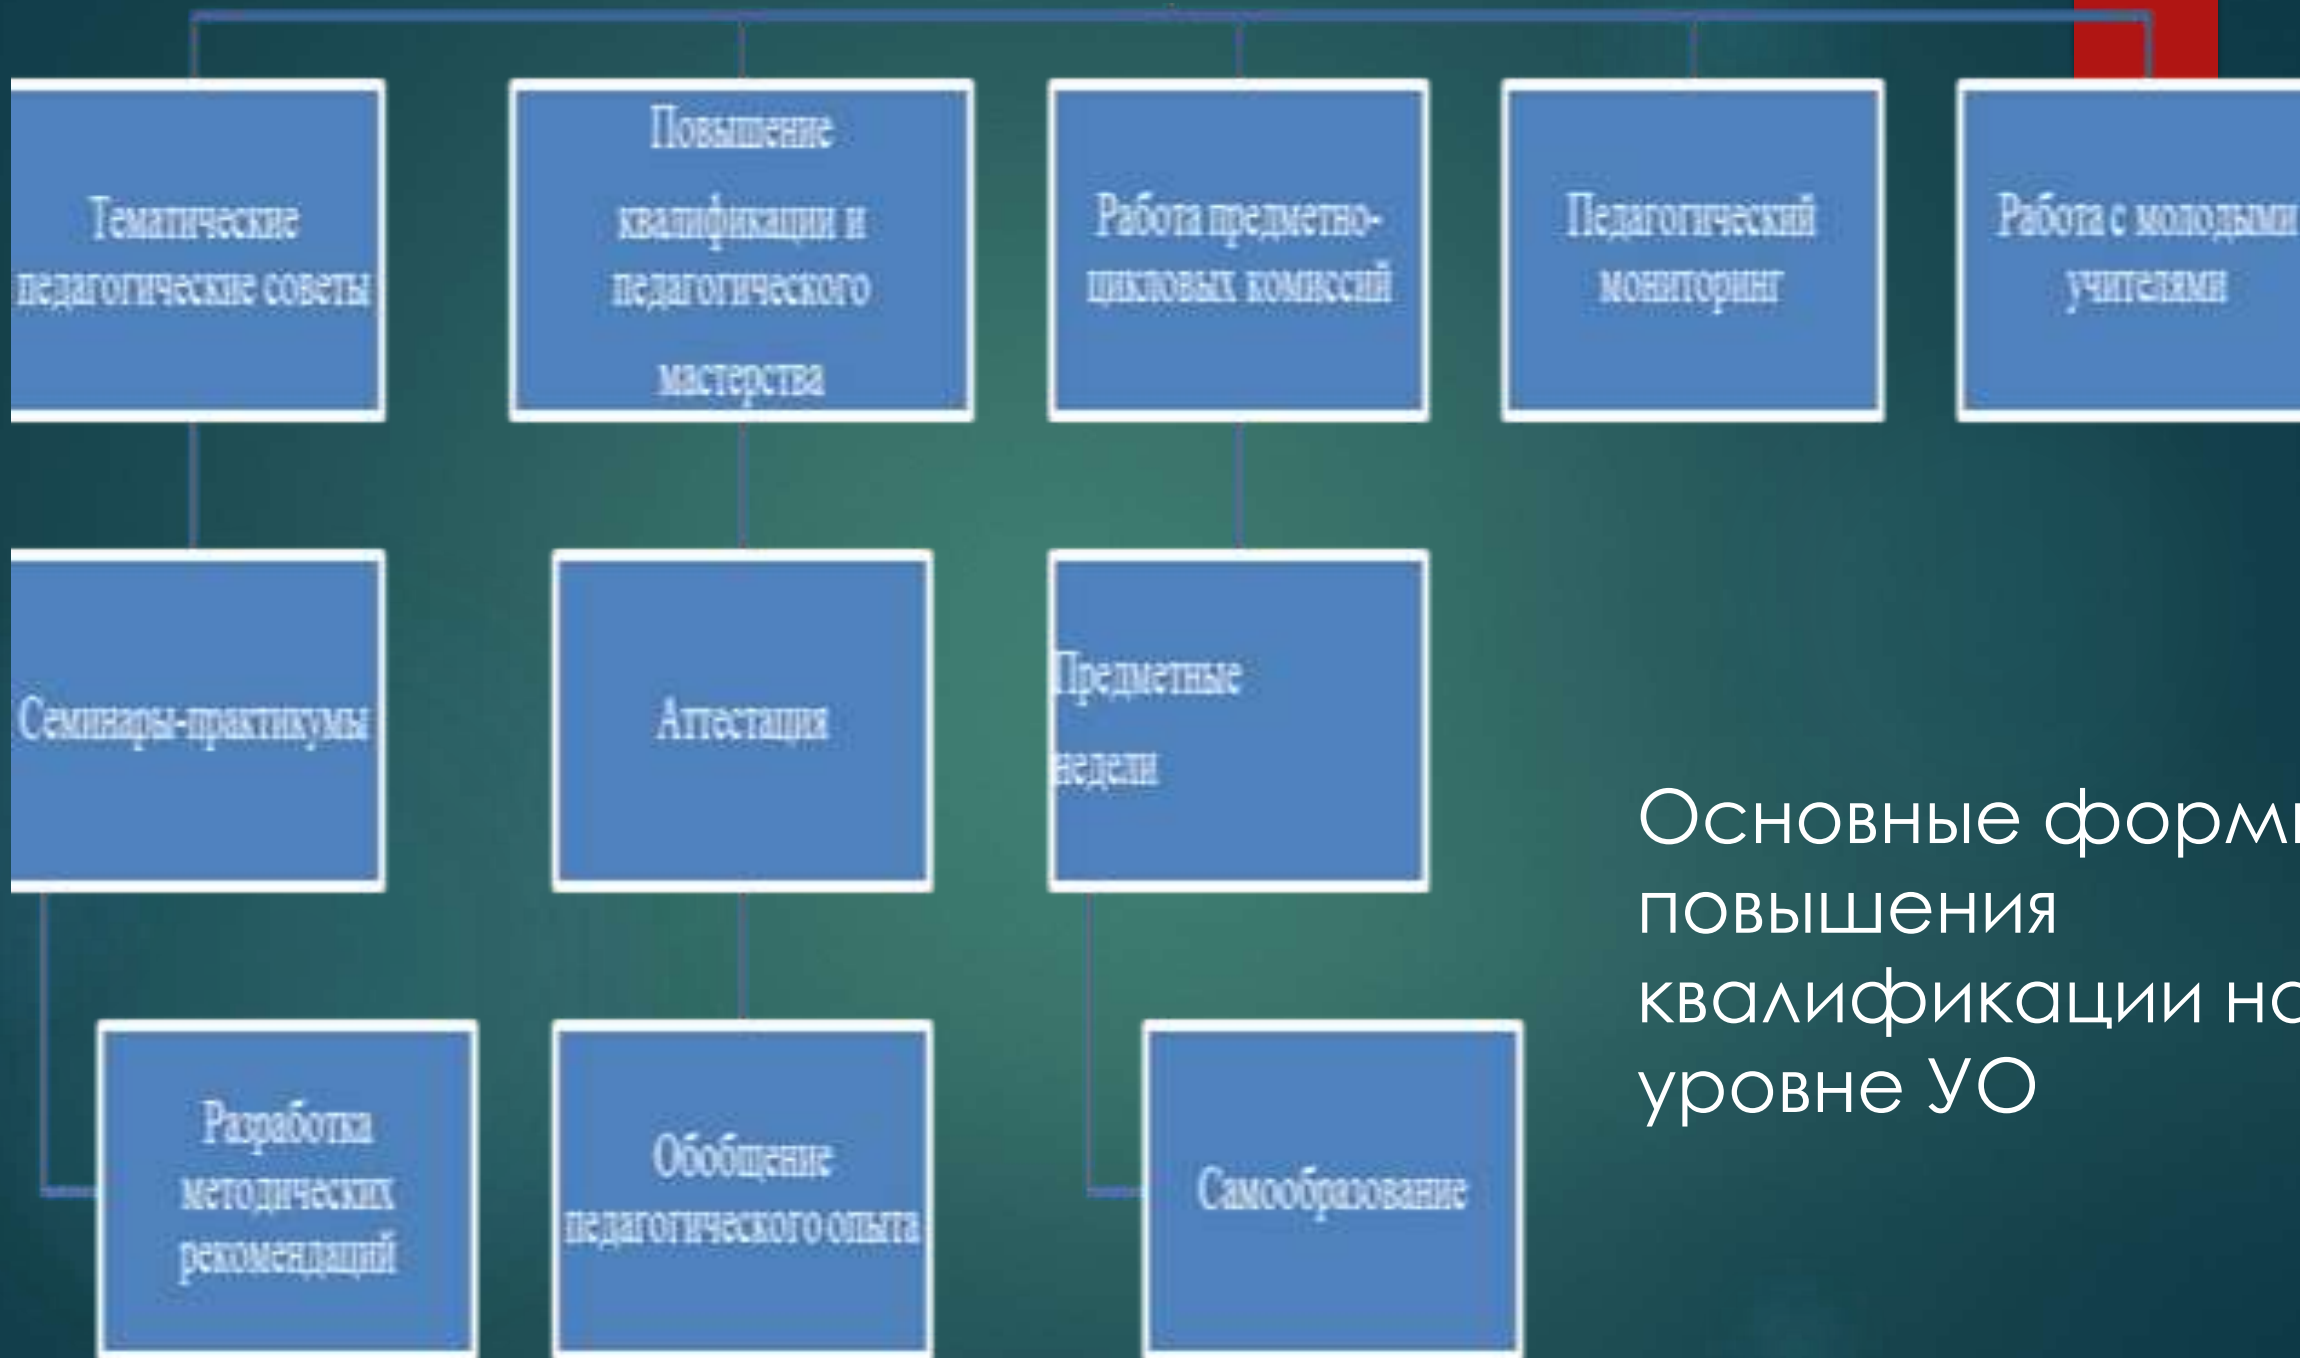 Тематические
педагогические советы
Повышение
квалификации и
педагогического
мастерства
Работа предметно-
цикловых комиссий
Педагогический
мониторинг
Работа с молодыми
учителями
Семинары-практикумы
Аттестация
Предметные
недели
Разработка
методических
рекомендаций
Обобщение
педагогического опыта
Самообразование
Основные формы
повышения
квалификации на
уровне УО